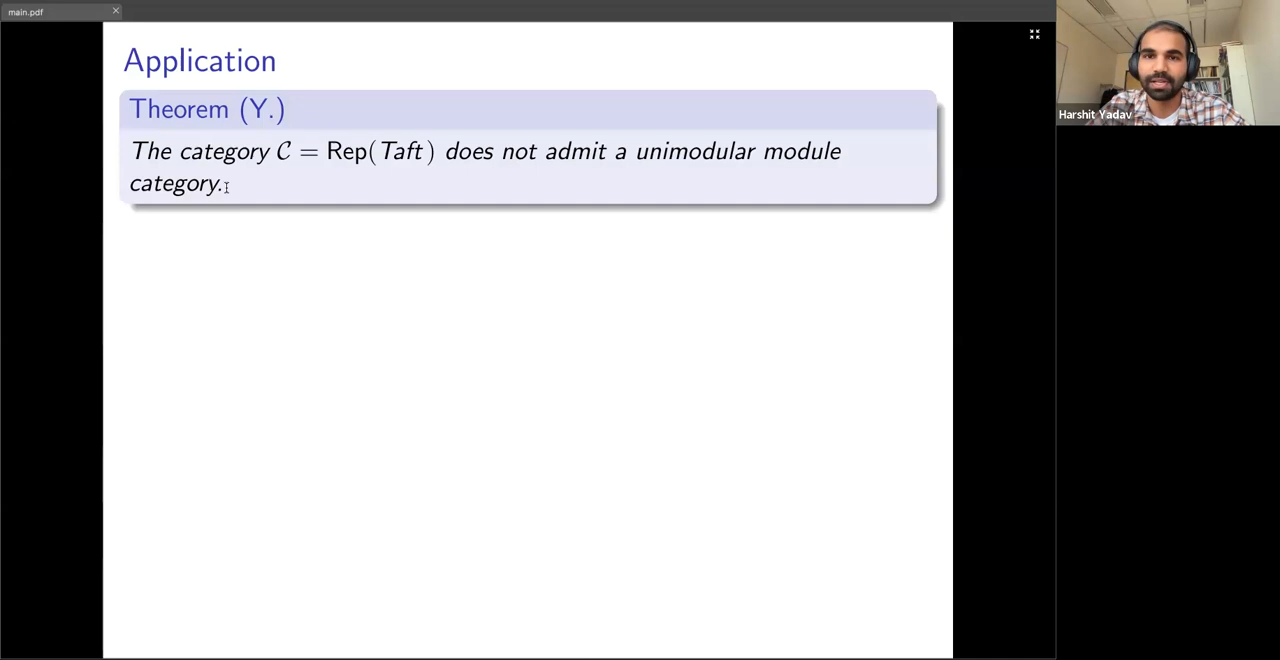 main.pdf
Application
Theorem (Y.)
The category 𝒞 = Rep(Taft) does not admit a unimodular module
category.
Harshit Yadav